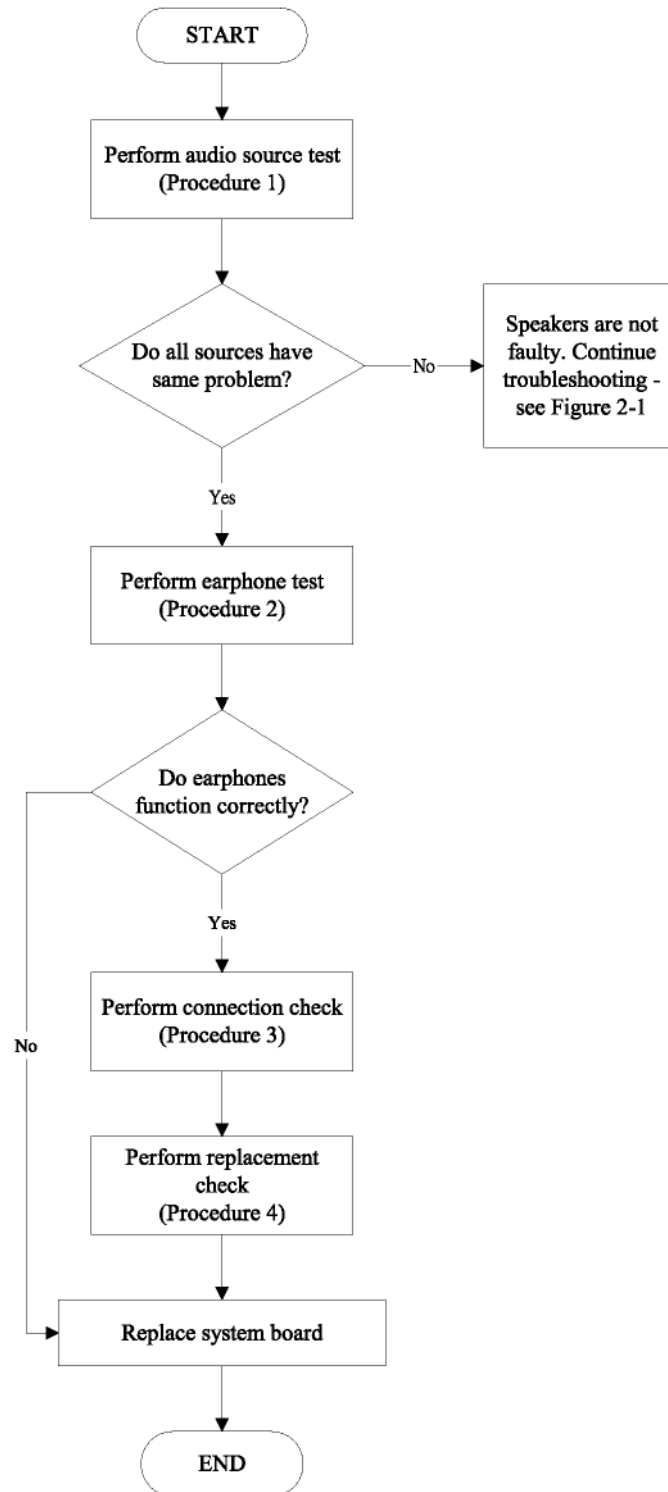 START
Perform audio source test
(Procedure 1)
Do all sources have
same problem?
No
Speakers are not
faulty. Continue
troubleshooting -
see Figure 2-1
Yes
Perform earphone test
(Procedure 2)
Do earphones
function correctly?
Yes
Perform connection check
(Procedure 3)
No
Perform replacement
check
(Procedure 4)
Replace system board
END